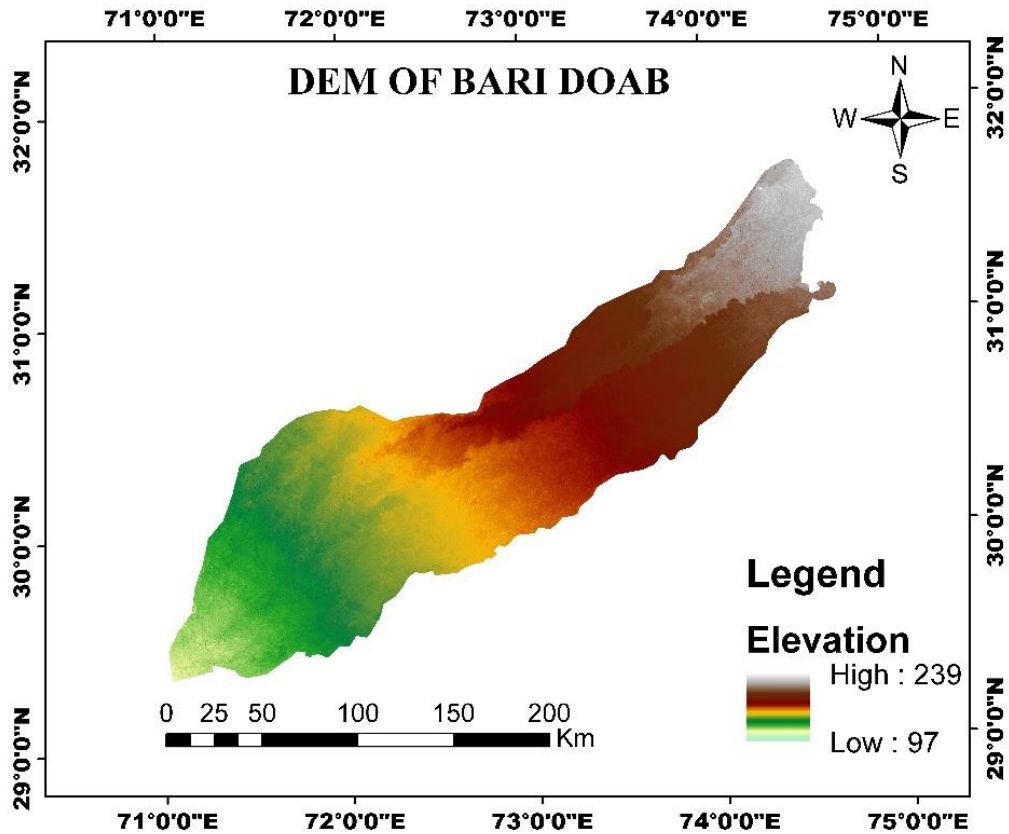 71°0'0"E 72°0'0"E 73°0'0"E 74°0'0"E 75°0'0"E
DEM OF BARI DOAB
N
W E
S
32°0'0"N
32°0'0"N
31°0'0"N
31°0'0"N
30°0'0"N
30°0'0"N
29°0'0"N
29°0'0"N
Legend
Elevation
High : 239
Low : 97
0 25 50 100 150 200
Km
71°0'0"E 72°0'0"E 73°0'0"E 74°0'0"E 75°0'0"E